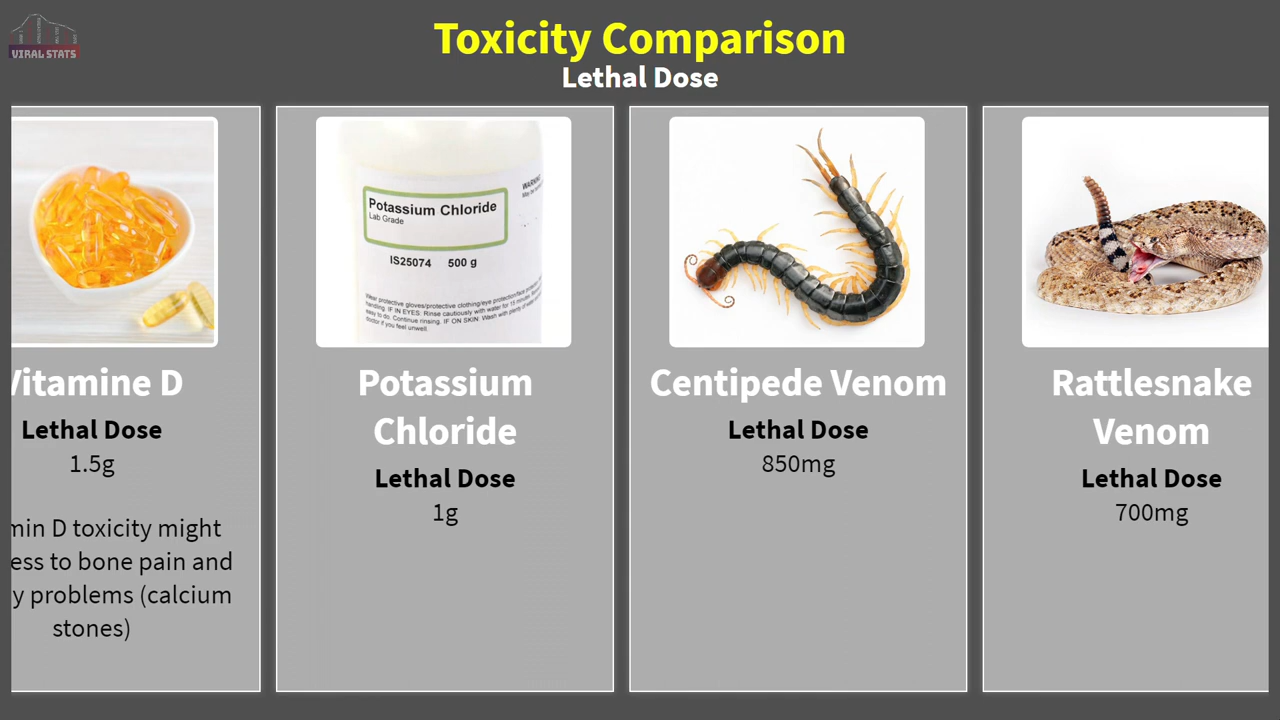 VIRAL STATS
Toxicity Comparison
Lethal Dose
Vitamine D
Lethal Dose
1.5g
min D toxicity might
ess to bone pain and
y problems (calcium
stones)
Potassium Chloride
Lab Grade
IS25074 500 g
WARNING
Potassium
Chloride
Lethal Dose
1g
Centipede Venom
Lethal Dose
850mg
Rattlesnake
Venom
Lethal Dose
700mg